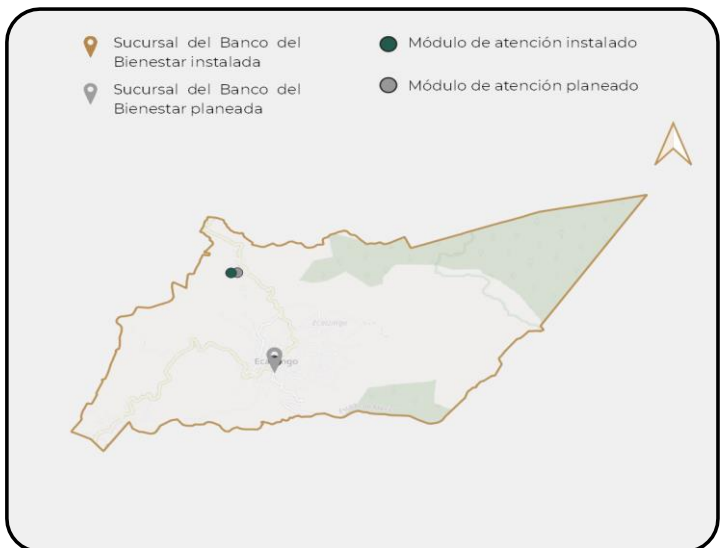 Sucursal del Banco del
Bienestar instalada
Sucursal del Banco del
Bienestar planeada
Módulo de atención instalado
Módulo de atención planeado
Ecatzingo